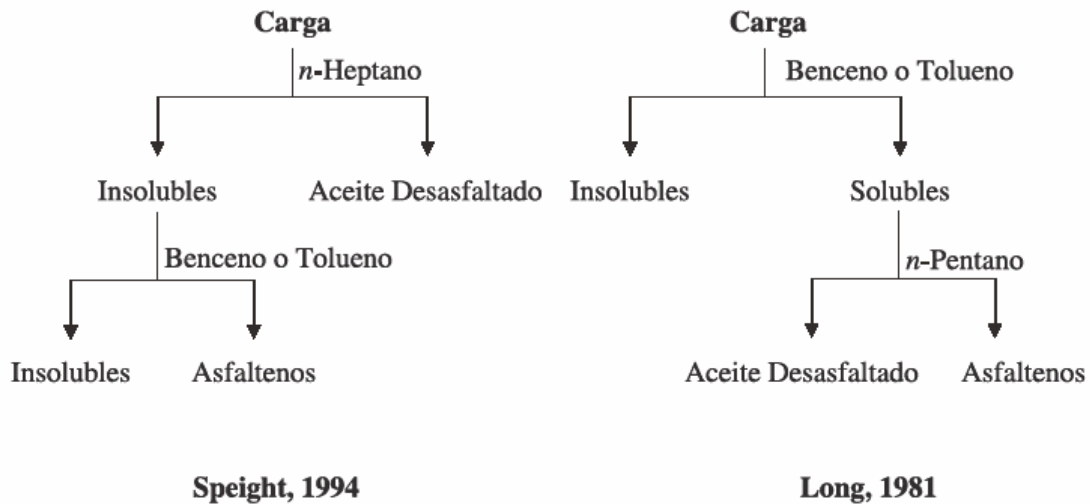 Carga
n-Heptano
Insolubles
Aceite Desasfaltado
Benceno o Tolueno
Insolubles
Asfaltenos
Speight, 1994
Carga
Benceno o Tolueno
Insolubles
Solubles
n-Pentano
Aceite Desasfaltado
Asfaltenos
Long, 1981